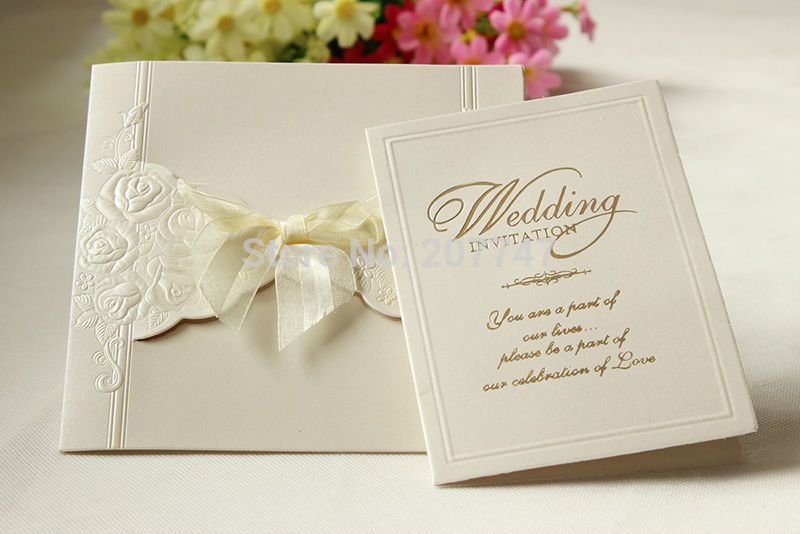 Wedding
INVITATION
You are a part of
our lives...
please be a part of
our celebration of Love
Store No: 207747